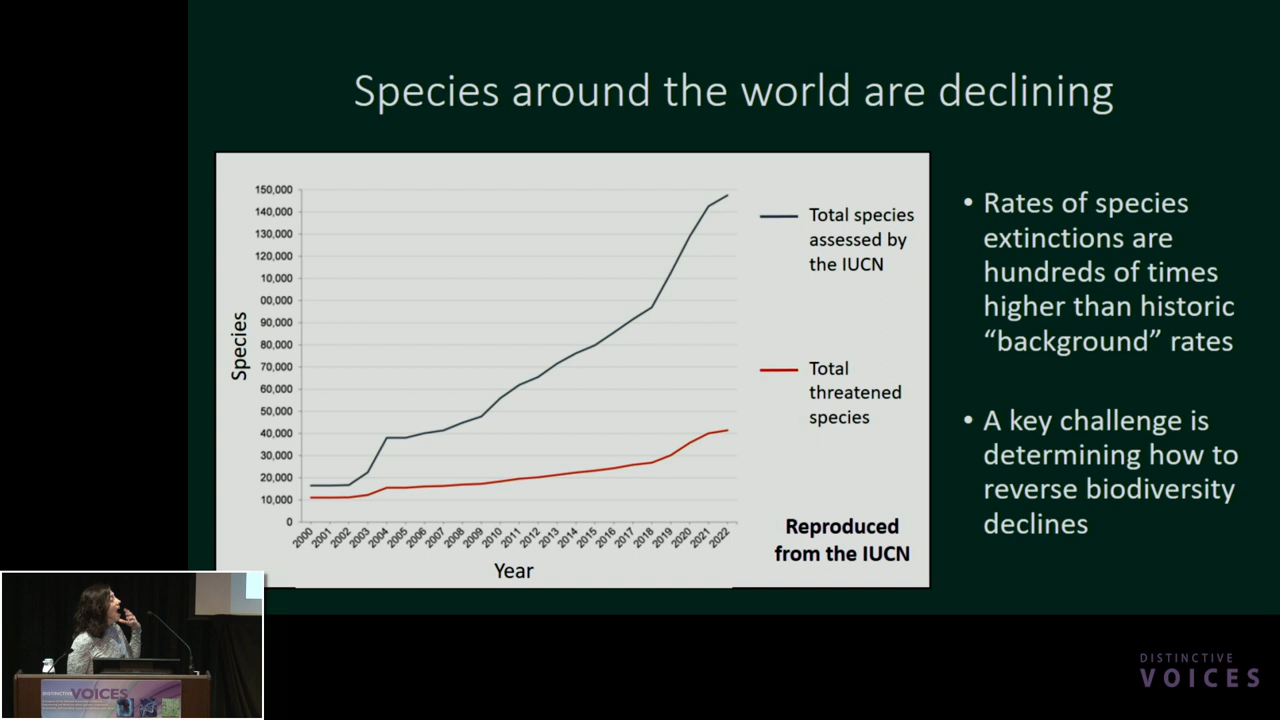 Species around the world are declining
150,000
140,000
130,000
120,000
10,000
00,000
90,000
80,000
70,000
60,000
50,000
40,000
30,000
20,000
10,000
0
Species
2000
2001
2002
2003
2004
2005
2006
2007
2008
2009
2010
2011
2012
2013
2014
2015
2016
2017
2018
2019
2020
2021
2022
Year
Total species
assessed by
the IUCN
Total
threatened
species
Reproduced
from the IUCN
• Rates of species
extinctions are
hundreds of times
higher than historic
“background” rates
• A key challenge is
determining how to
reverse biodiversity
declines
DISTINCTIVE VOICES
DISTINCTIVE
VOICES